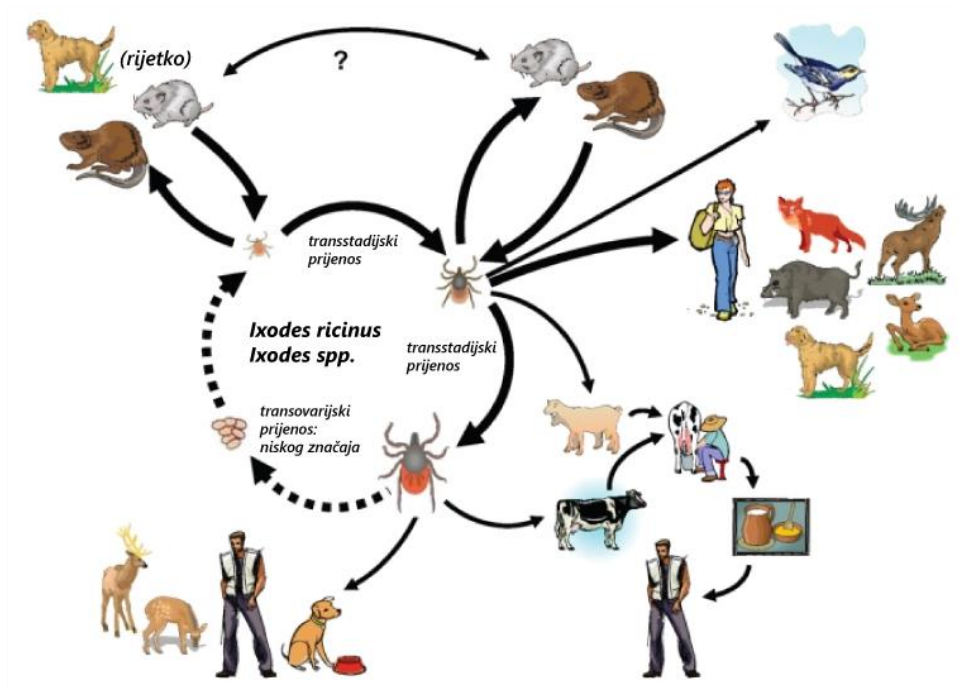 (rijetko)
?
transstadijski
prijenos
Ixodes ricinus
Ixodes spp.
transstadijski
prijenos
transovarijski
prijenos:
niskog značaja